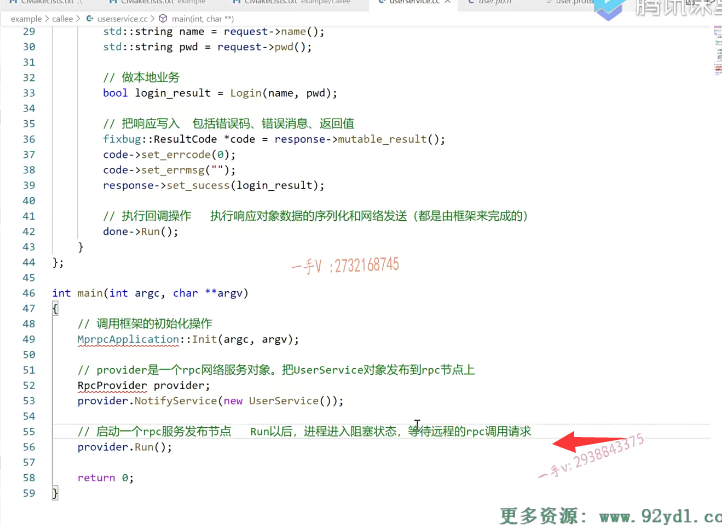 CMakeLists.txt example
CMakeLists.txt example/callee
userservice.cc
user.pb.h
腾讯课堂
example > callee > userservice.cc > main(int, char **)
29 std::string name = request->name();
30 std::string pwd = request->pwd();
31
32 // 做本地业务
33 bool login_result = Login(name, pwd);
34
35 // 把响应写入 包括错误码、错误消息、返回值
36 fixbug::ResultCode *code = response->mutable_result();
37 code->set_errcode(0);
38 code->set_errmsg("");
39 response->set_sucess(login_result);
40
41 // 执行回调操作 执行响应对象数据的序列化和网络发送（都是由框架来完成的）
42 done->Run();
43 }
44 };
一手V :2732168745
45
46 int main(int argc, char **argv)
47 {
48 // 调用框架的初始化操作
49 MprpcApplication::Init(argc, argv);
50
51 // provider是一个rpc网络服务对象。把UserService对象发布到rpc节点上
52 RpcProvider provider;
53 provider.NotifyService(new UserService());
54
55 // 启动一个rpc服务发布节点 Run以后，进程进入阻塞状态，等待远程的rpc调用请求
56 provider.Run();
一手v:2938843375
57
58 return 0;
59 }
更多资源: www.92ydl.co